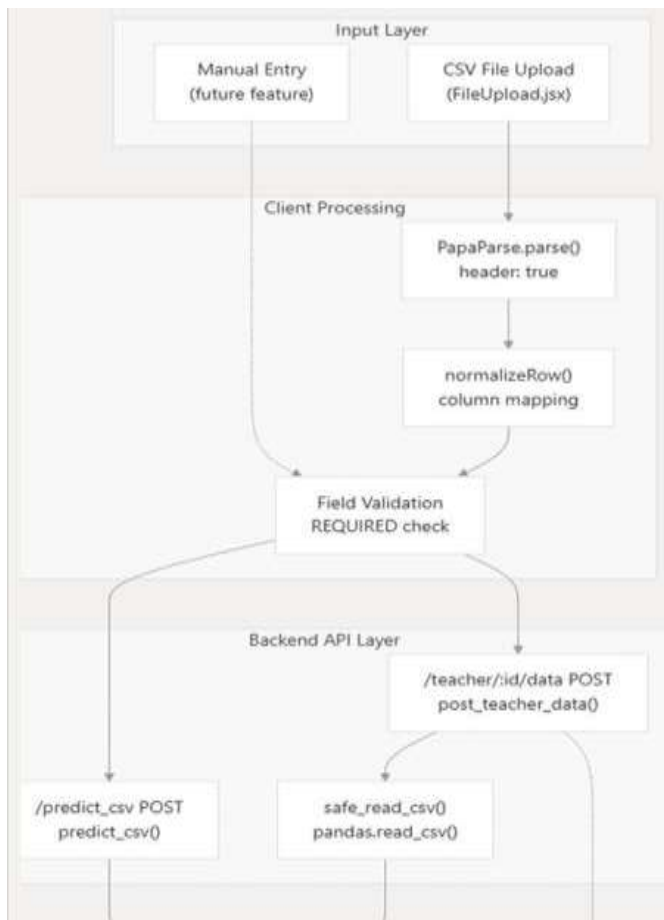 Input Layer
Manual Entry
(future feature)
CSV File Upload
(FileUpload.jsx)
Client Processing
PapaParse.parse()
header: true
normalizeRow()
column mapping
Field Validation
REQUIRED check
Backend API Layer
/teacher/:id/data POST
post_teacher_data()
/predict_csv POST
predict_csv()
safe_read_csv()
pandas.read_csv()